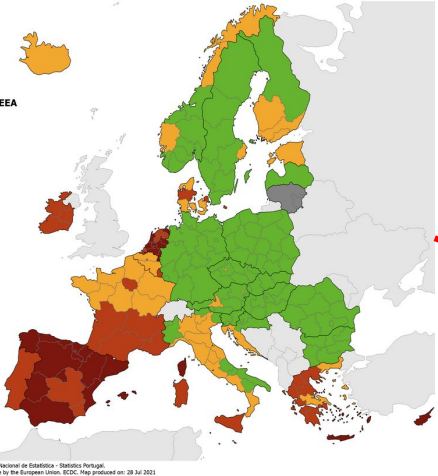 EEA
Nacional de Estatística - Statistics Portugal.
e by the European Union. ECDC. Map produced on: 28 Jul 2021